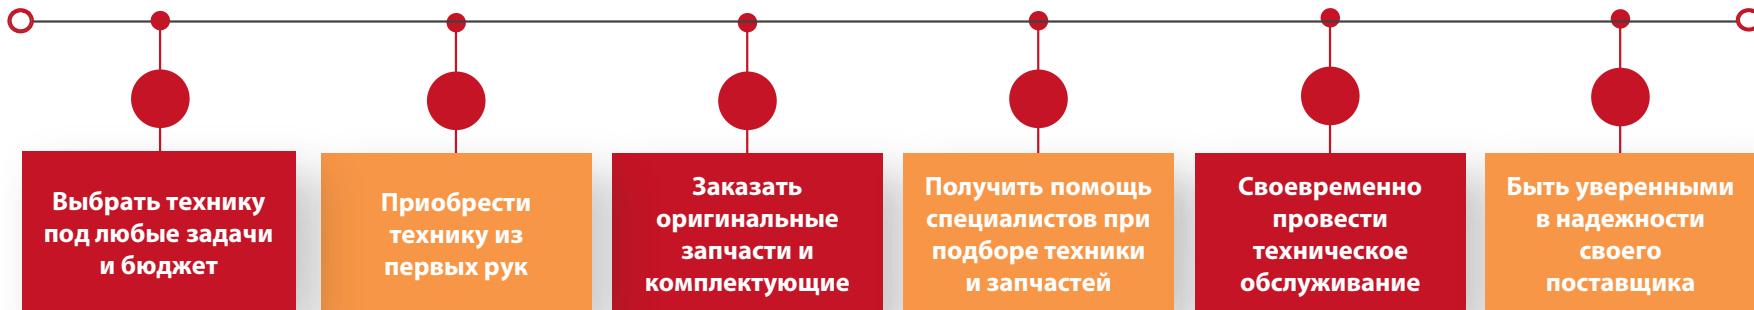 Выбрать технику
под любые задачи
и бюджет
Приобрести
технику из
первых рук
Заказать
оригинальные
запчасти и
комплектующие
Получить помощь
специалистов при
подборе техники
и запчастей
Своевременно
провести
техническое
обслуживание
Быть уверенными
в надежности
своего
поставщика